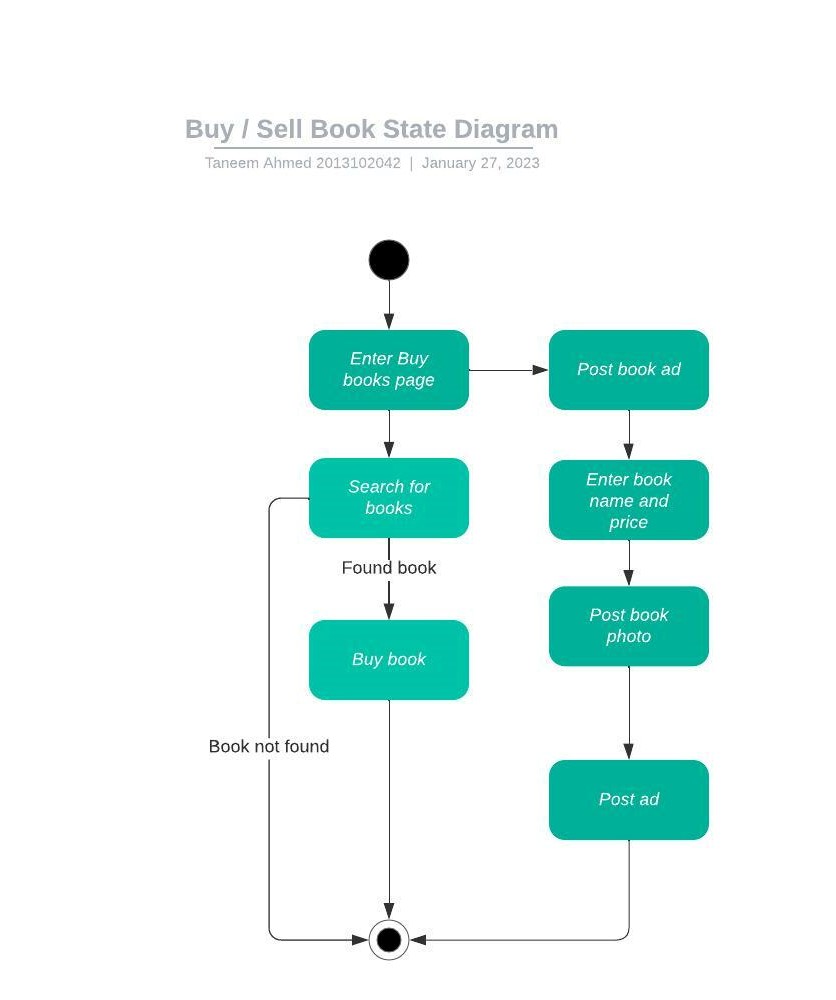 Buy / Sell Book State Diagram
Taneem Ahmed 2013102042 | January 27, 2023
Enter Buy
books page
Post book ad
Search for
books
Enter book
name and
price
Found book
Post book
photo
Buy book
Book not found
Post ad